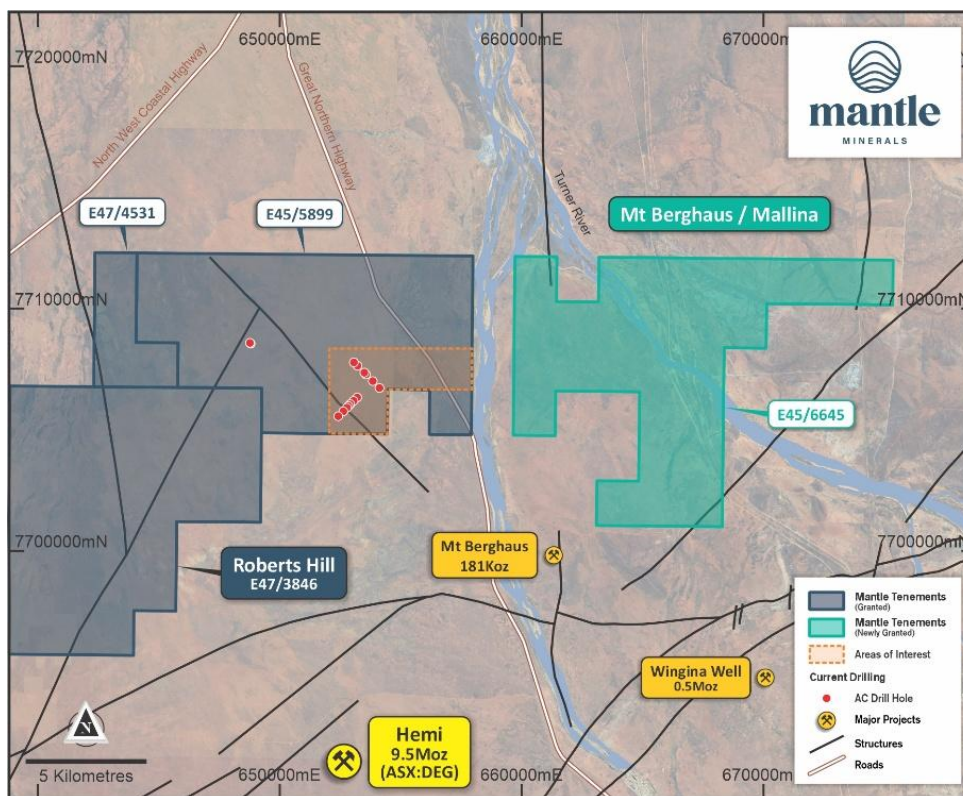 650000mE
660000mE
670000mE
7720000mN
mantle
MINERALS
North West Coastal Highway
Great Northern Highway
Turner River
E47/4531
E45/5899
Mt Berghaus / Mallina
7710000mN
7710000mN
E45/6645
7700000mN
7700000mN
Mt Berghaus
181Koz
Roberts Hill
E47/3846
Wingina Well
0.5Moz
Hemi
9.5Moz
(ASX:DEG)
N
5 Kilometres
650000mE
660000mE
670000mE
Mantle Tenements
(Granted)
Mantle Tenements
(Newly Granted)
Areas of Interest
Current Drilling
AC Drill Hole
Major Projects
Structures
Roads